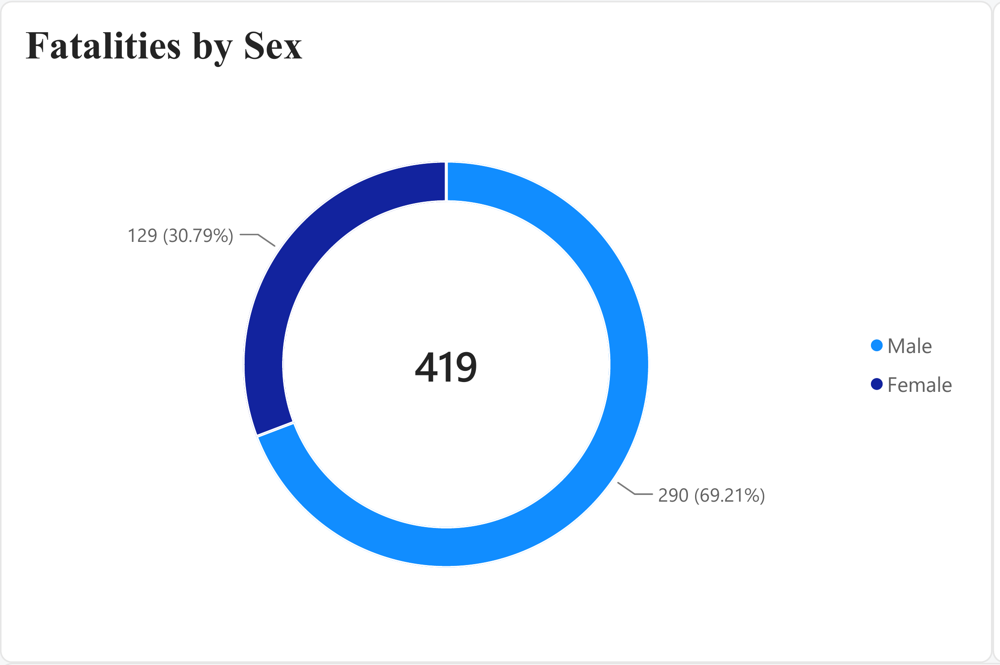 Fatalities by Sex
129 (30.79%)
419
Male
Female
290 (69.21%)